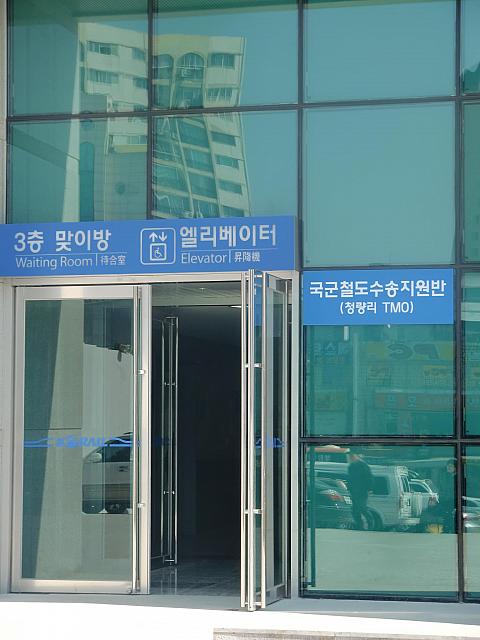 3층 맞이방
Waiting Room | 待合室
엘리베이터
Elevator | 昇降機
국군철도수송지원반
(청량리 TMO)